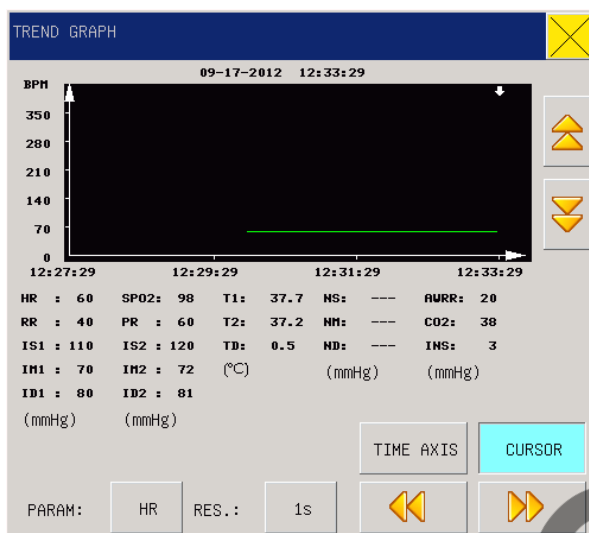 TREND GRAPH
09-17-2012 12:33:29
BPM
350
280
210
140
70
0
12:27:29 12:29:29 12:31:29 12:33:29
HR : 60 SPO2: 98 T1: 37.7 NS: --- AWRR: 20
RR : 40 PR : 60 T2: 37.2 NM: --- CO2: 38
IS1 : 110 IS2 : 120 TD: 0.5 ND: --- INS: 3
IM1 : 70 IM2 : 72 (°C) (mmHg) (mmHg)
ID1 : 80 ID2 : 81
(mmHg) (mmHg)
TIME AXIS CURSOR
PARAM: HR RES.: 1s